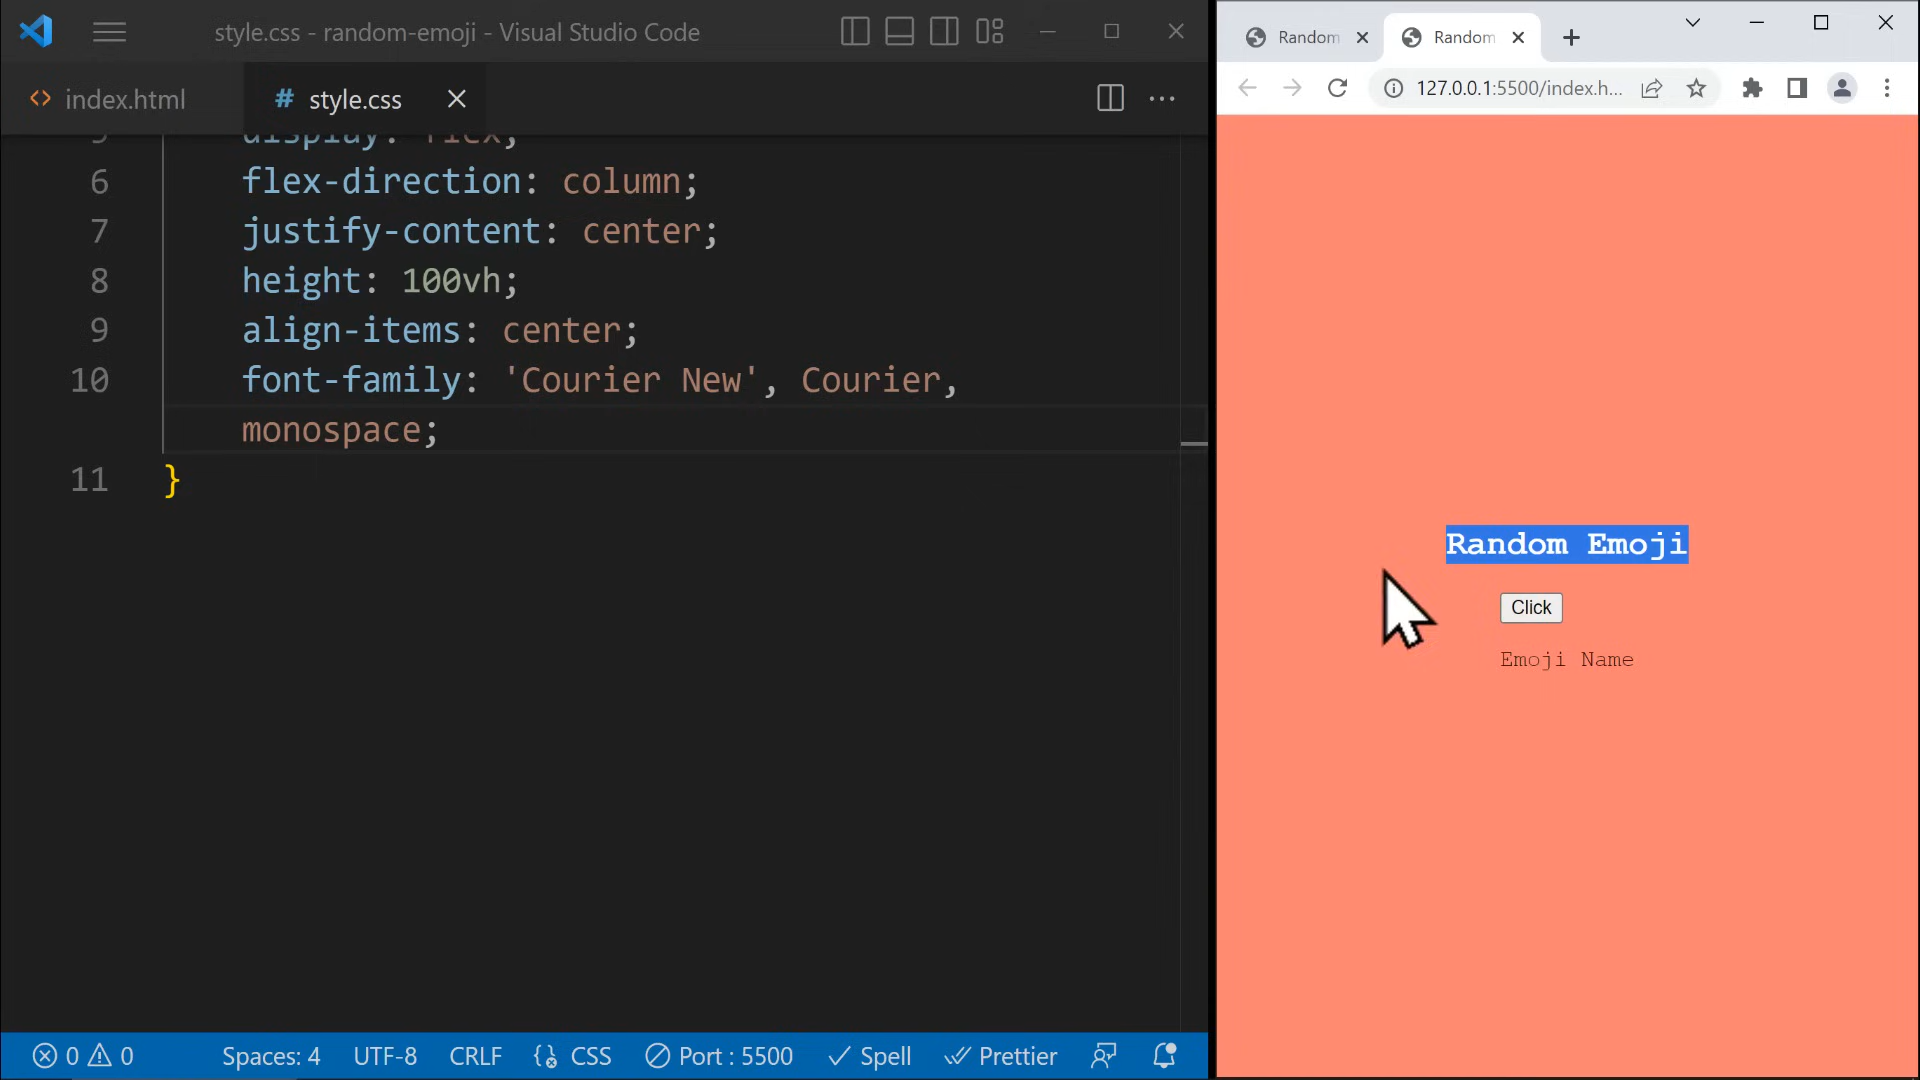 style.css - random-emoji - Visual Studio Code
index.html
# style.css
5 display: flex;
6 flex-direction: column;
7 justify-content: center;
8 height: 100vh;
9 align-items: center;
10 font-family: 'Courier New', Courier,
monospace;
11 }
0 0 Spaces: 4 UTF-8 CRLF CSS Port : 5500 Spell Prettier
Random Random
127.0.0.1:5500/index.h...
Random Emoji
Click
Emoji Name